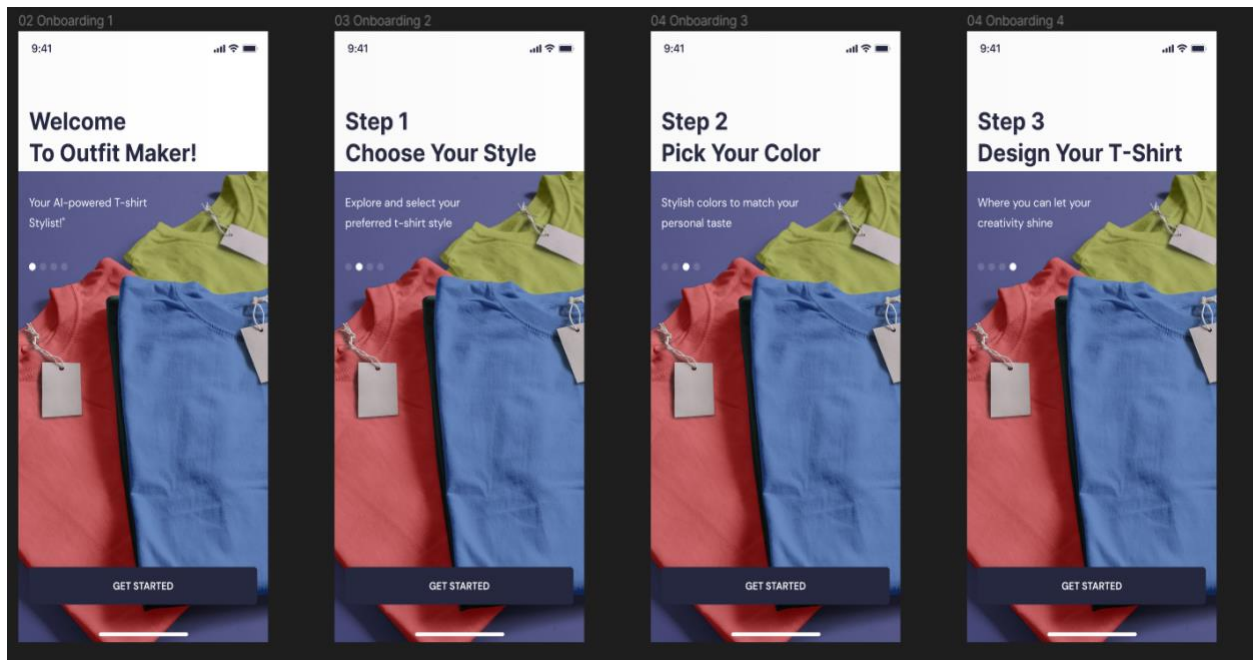 02 Onboarding 1
9:41
Welcome
To Outfit Maker!
Your AI-powered T-shirt
Stylist!"
GET STARTED
03 Onboarding 2
9:41
Step 1
Choose Your Style
Explore and select your
preferred t-shirt style
GET STARTED
04 Onboarding 3
9:41
Step 2
Pick Your Color
Stylish colors to match your
personal taste
GET STARTED
04 Onboarding 4
9:41
Step 3
Design Your T-Shirt
Where you can let your
creativity shine
GET STARTED